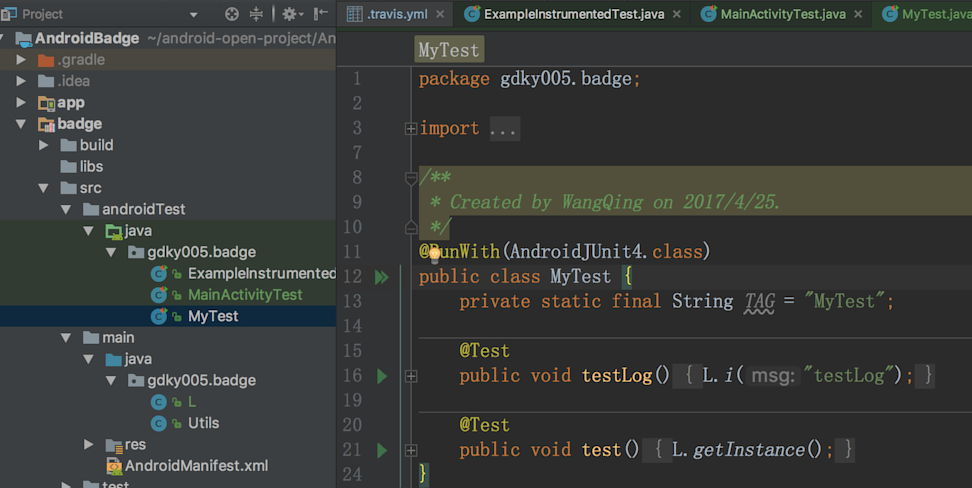 Project
AndroidBadge ~/android-open-project/An
.gradle
.idea
app
badge
build
libs
src
androidTest
java
gdky005.badge
ExampleInstrumented
MainActivityTest
MyTest
main
java
gdky005.badge
L
Utils
res
AndroidManifest.xml
test
.travis.yml ExampleInstrumentedTest.java MainActivityTest.java MyTest.java
MyTest
1 package gdky005.badge;
2
3 import ...
7
8 /**
9 * Created by WangQing on 2017/4/25.
10 */
11 @RunWith(AndroidJUnit4.class)
12 public class MyTest {
13 private static final String TAG = "MyTest";
14
15 @Test
16 public void testLog() { L.i( msg: "testLog"); }
19
20 @Test
21 public void test() { L.getInstance(); }
24 }